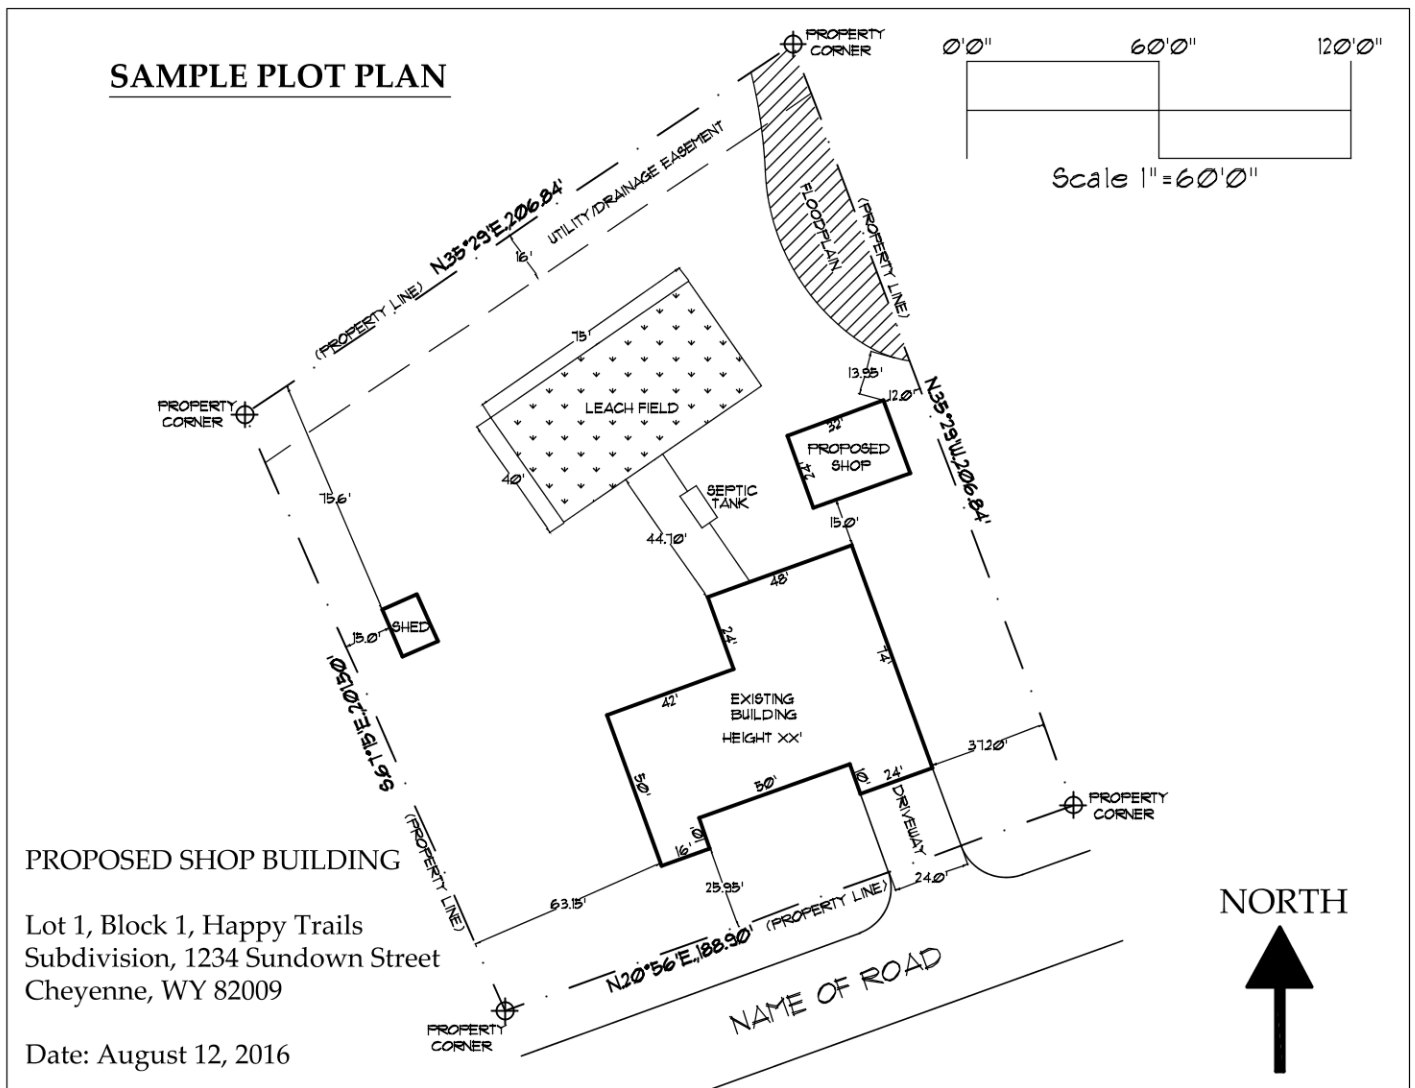 SAMPLE PLOT PLAN
PROPERTY
CORNER
0'0"
60'0"
120'0"
Scale 1"=60'0"
N.35°29'E.,206.84'
(PROPERTY LINE)
UTILITY/DRAINAGE EASEMENT
16'
FLOODPLAN
(PROPERTY LINE)
PROPERTY
CORNER
75'
LEACH FIELD
40'
13.95'
12.0'
N.35°29'W.,206.84'
32'
PROPOSED
SHOP
24'
15.0'
SEPTIC
TANK
44.70'
75.6'
SHED
15.0'
S.67°15'E.,201.50'
(PROPERTY LINE)
48'
24'
74'
42'
EXISTING
BUILDING
HEIGHT XX'
50'
50'
10'
24'
37.20'
10'
16'
DRIVEWAY
PROPERTY
CORNER
24.0'
25.95'
63.15'
(PROPERTY LINE)
N.20°56'E.,188.90'
NAME OF ROAD
PROPERTY
CORNER
PROPOSED SHOP BUILDING
Lot 1, Block 1, Happy Trails
Subdivision, 1234 Sundown Street
Cheyenne, WY 82009
Date: August 12, 2016
NORTH